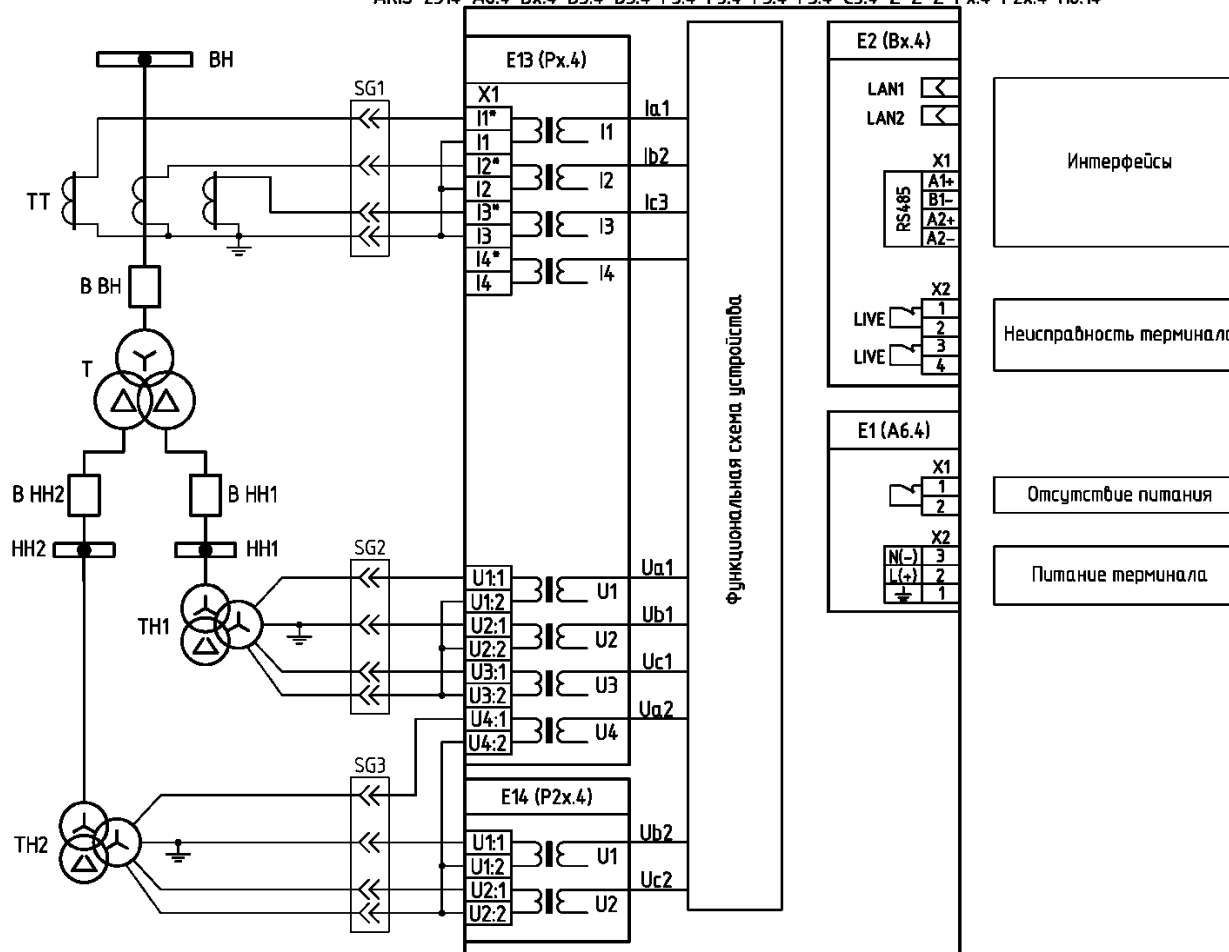 E13 (Px.4)
E2 (Bx.4)
ВН
SG1
X1
I1*
I1
I2*
I2
I3*
I3
I4*
I4
I1
I2
I3
I4
Ia1
Ib2
Ic3
ТТ
В ВН
Т
В НН2
В НН1
НН2
НН1
SG2
ТН1
U1:1
U1:2
U2:1
U2:2
U3:1
U3:2
U4:1
U4:2
U1
U2
U3
U4
Ua1
Ub1
Uc1
Ua2
SG3
E14 (P2x.4)
ТН2
U1:1
U1:2
U2:1
U2:2
U1
U2
Ub2
Uc2
Функциональная схема устройства
LAN1
LAN2
X1
RS485
A1+
B1-
A2+
A2-
X2
LIVE
1
2
LIVE
3
4
E1 (A6.4)
X1
1
2
X2
N(-) 3
L(+) 2
1
Интерфейсы
Неисправность терминала
Отсутствие питания
Питание терминала